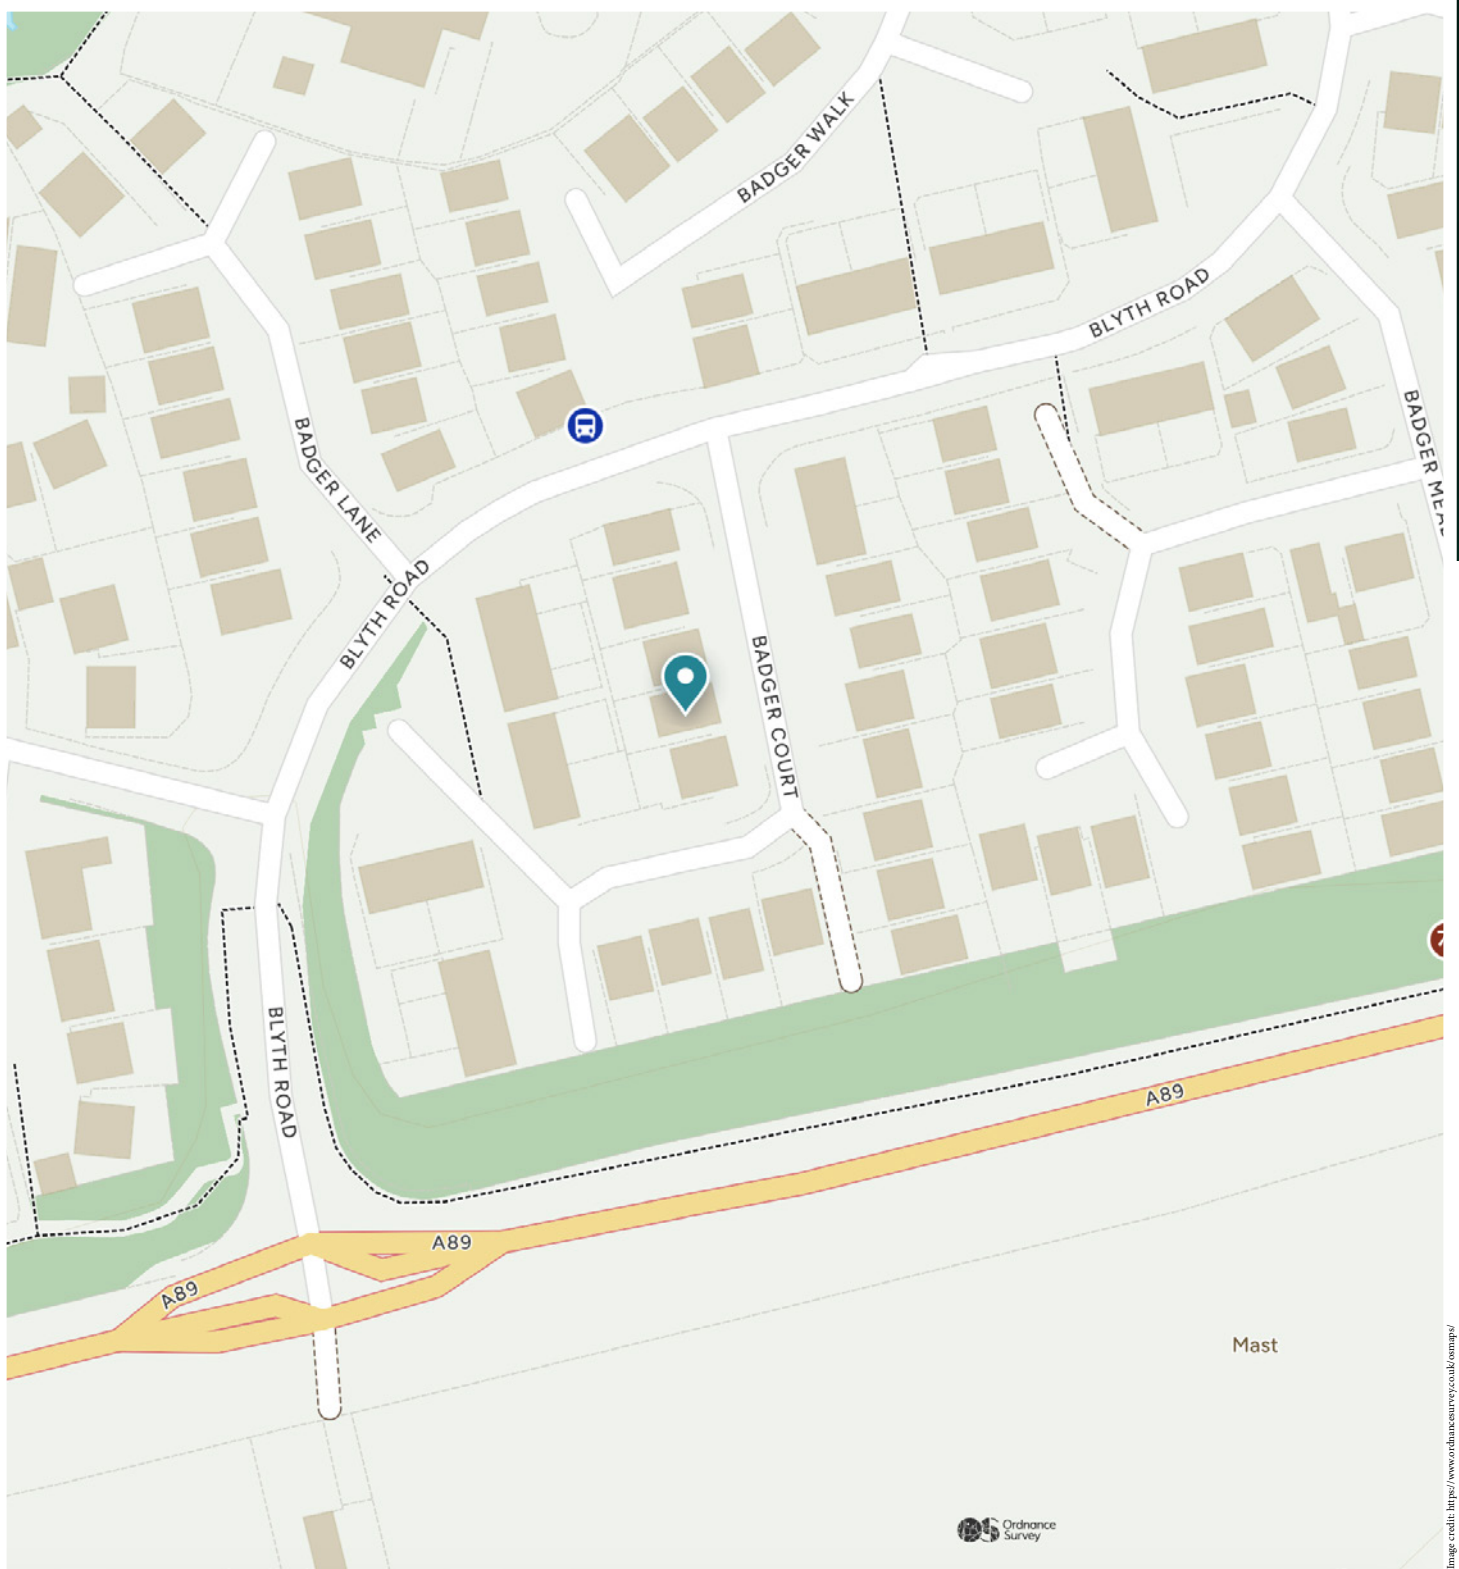 BADGER WALK
BLYTH ROAD
BADGER LANE
BADGER
BLYTH ROAD
BADGER COURT
BLYTH ROAD
A89
A89
A89
Mast
Ordnance
Survey
Image credit: https://www.ordnancesurvey.co.uk/osmaps/